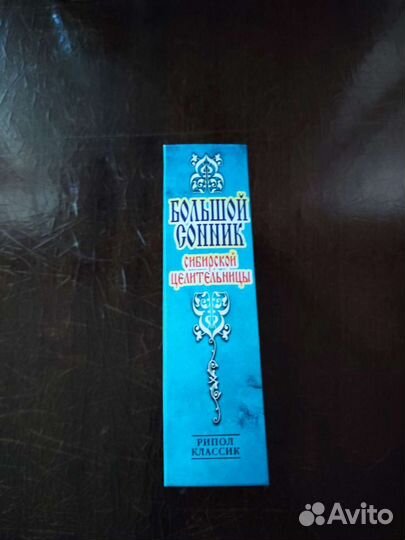 БОЛЬШОЙ
СОННИК
СИБИРСКОЙ
ЦЕЛИТЕЛЬНИЦЫ
РИПОЛ
КЛАССИК
Avito